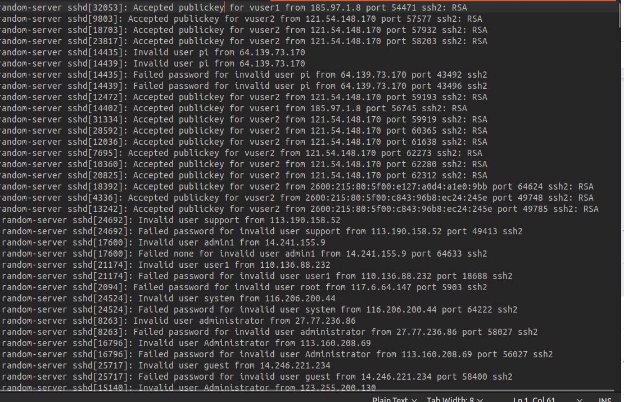 random-server sshd[32053]: Accepted publickey for vuser1 from 185.97.1.8 port 54471 ssh2: RSA
random-server sshd[9803]: Accepted publickey for vuser2 from 121.54.148.170 port 57577 ssh2: RSA
random-server sshd[18703]: Accepted publickey for vuser2 from 121.54.148.170 port 57932 ssh2: RSA
random-server sshd[23817]: Accepted publickey for vuser2 from 121.54.148.170 port 58203 ssh2: RSA
random-server sshd[14435]: Invalid user pi from 64.139.73.170
random-server sshd[14439]: Invalid user pi from 64.139.73.170
random-server sshd[14435]: Failed password for invalid user pi from 64.139.73.170 port 43492 ssh2
random-server sshd[14439]: Failed password for invalid user pi from 64.139.73.170 port 43496 ssh2
random-server sshd[12472]: Accepted publickey for vuser2 from 121.54.148.170 port 59193 ssh2: RSA
random-server sshd[14402]: Accepted publickey for vuser1 from 185.97.1.8 port 56745 ssh2: RSA
random-server sshd[31334]: Accepted publickey for vuser2 from 121.54.148.170 port 59919 ssh2: RSA
random-server sshd[28592]: Accepted publickey for vuser2 from 121.54.148.170 port 60365 ssh2: RSA
random-server sshd[12036]: Accepted publickey for vuser2 from 121.54.148.170 port 61638 ssh2: RSA
random-server sshd[7695]: Accepted publickey for vuser2 from 121.54.148.170 port 62273 ssh2: RSA
random-server sshd[10360]: Accepted publickey for vuser2 from 121.54.148.170 port 62280 ssh2: RSA
random-server sshd[20825]: Accepted publickey for vuser2 from 121.54.148.170 port 62312 ssh2: RSA
random-server sshd[18392]: Accepted publickey for vuser2 from 2600:215:80:5f00:e127:a0d4:a1e0:9bb port 64624 ssh2: RSA
random-server sshd[4336]: Accepted publickey for vuser2 from 2600:215:80:5f00:c843:96b8:ec24:245e port 49748 ssh2: RSA
random-server sshd[13242]: Accepted publickey for vuser2 from 2600:215:80:5f00:c843:96b8:ec24:245e port 49785 ssh2: RSA
random-server sshd[24692]: Invalid user support from 113.190.158.52
random-server sshd[24692]: Failed password for invalid user support from 113.190.158.52 port 49413 ssh2
random-server sshd[17600]: Invalid user admin1 from 14.241.155.9
random-server sshd[17600]: Failed none for invalid user admin1 from 14.241.155.9 port 64633 ssh2
random-server sshd[21174]: Invalid user user1 from 110.136.88.232
random-server sshd[21174]: Failed password for invalid user user1 from 110.136.88.232 port 18688 ssh2
random-server sshd[2094]: Failed password for invalid user root from 117.6.64.147 port 5903 ssh2
random-server sshd[24524]: Invalid user system from 116.206.200.44
random-server sshd[24524]: Failed password for invalid user system from 116.206.200.44 port 64222 ssh2
random-server sshd[8263]: Invalid user administrator from 27.77.236.86
random-server sshd[8263]: Failed password for invalid user administrator from 27.77.236.86 port 58027 ssh2
random-server sshd[16796]: Invalid user Administrator from 113.160.208.69
random-server sshd[16796]: Failed password for invalid user Administrator from 113.160.208.69 port 56027 ssh2
random-server sshd[25717]: Invalid user guest from 14.246.221.234
random-server sshd[25717]: Failed password for invalid user guest from 14.246.221.234 port 58400 ssh2
random-server sshd[15140]: Invalid user Administrator from 123.255.200.130
Plain Text Tab Width: 8 Ln 1, Col 61 INS